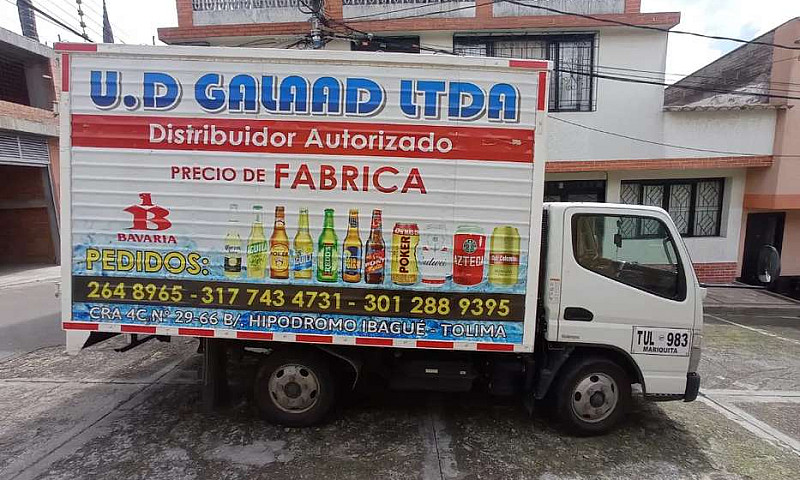 U.D GALAAD LTDA
Distribuidor Autorizado
PRECIO DE FABRICA
BAVARIA
PEDIDOS:
POKER
AZTECA
264 8965 - 317 743 4731 - 301 288 9395
CRA 4C Nº 29-66 B/. HIPODROMO IBAGUÉ - TOLIMA
TUL 983
MARIQUITA